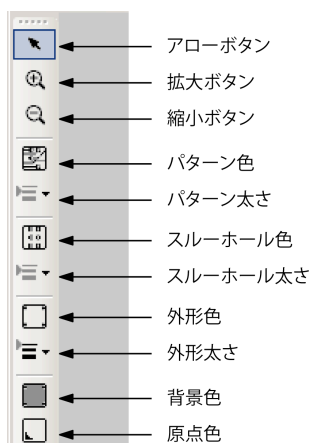 アローボタン
拡大ボタン
縮小ボタン
パターン色
パターン太さ
スルーホール色
スルーホール太さ
外形色
外形太さ
背景色
原点色